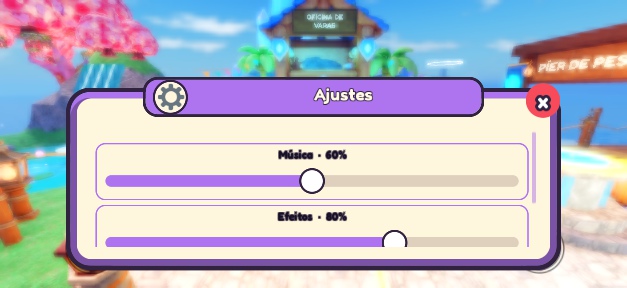 OFICINA DE
VARAS
PÍER DE PES
Ajustes
Música · 60%
Efeitos · 80%